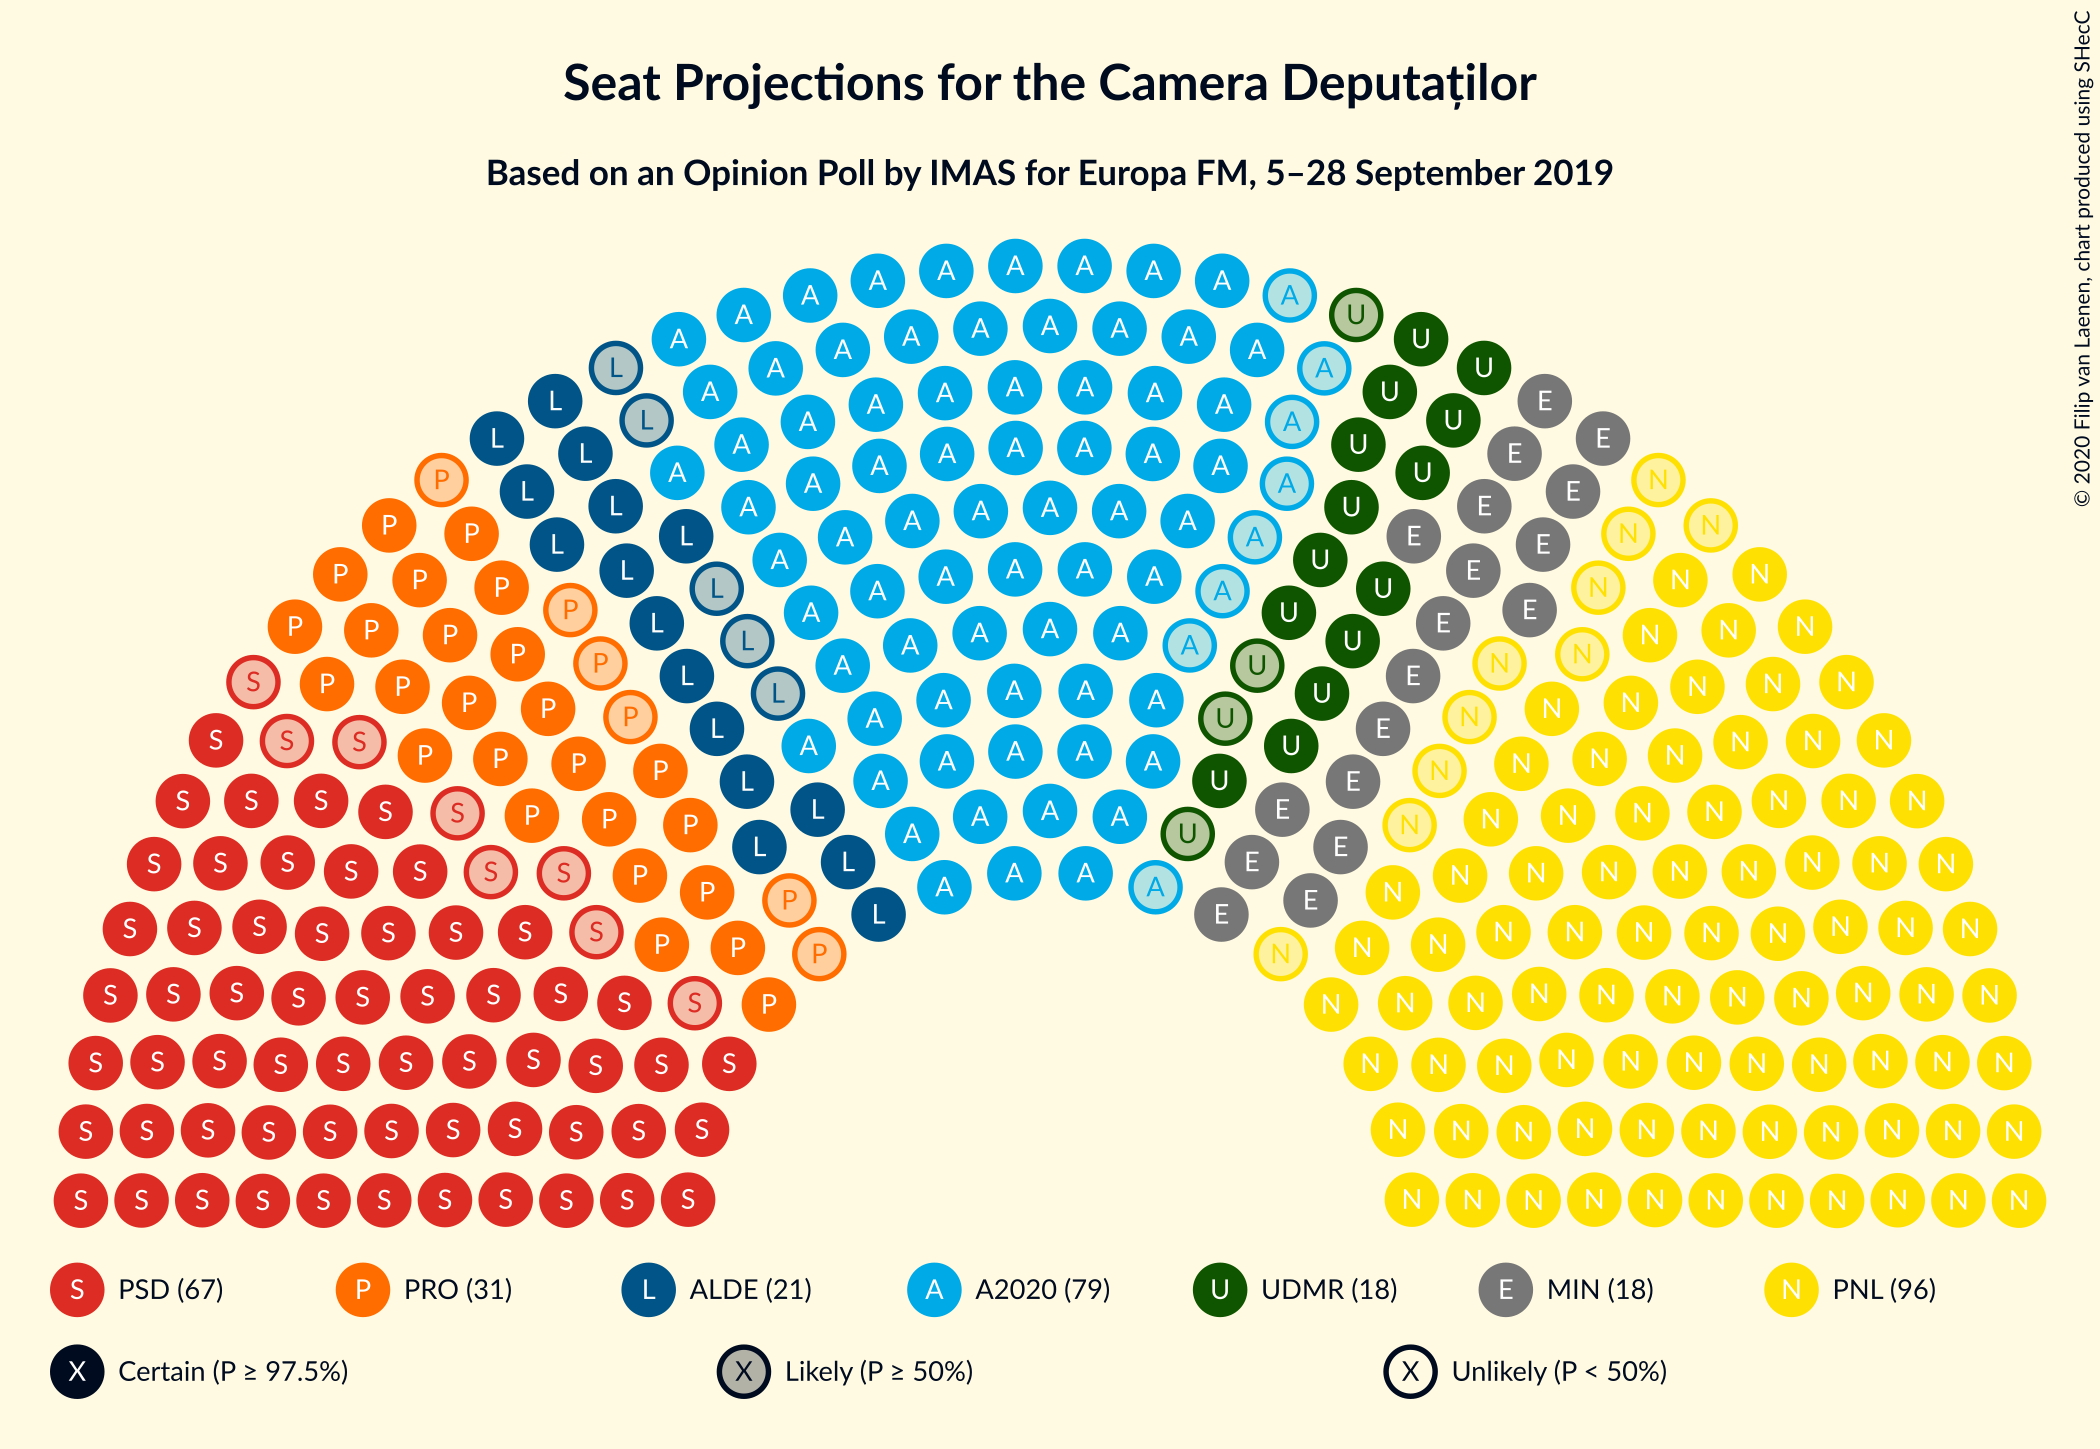 Seat Projections for the Camera Deputaților
Based on an Opinion Poll by IMAS for Europa FM, 5–28 September 2019
© 2020 Filip van Laenen, chart produced using SHecC
S PSD (67) P PRO (31) L ALDE (21) A A2020 (79) U UDMR (18) E MIN (18) N PNL (96)
X Certain (P ≥ 97.5%) X Likely (P ≥ 50%) X Unlikely (P < 50%)